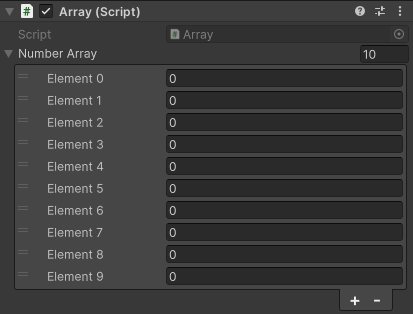 Array (Script)
Script Array
Number Array 10
Element 0 0
Element 1 0
Element 2 0
Element 3 0
Element 4 0
Element 5 0
Element 6 0
Element 7 0
Element 8 0
Element 9 0
+ -